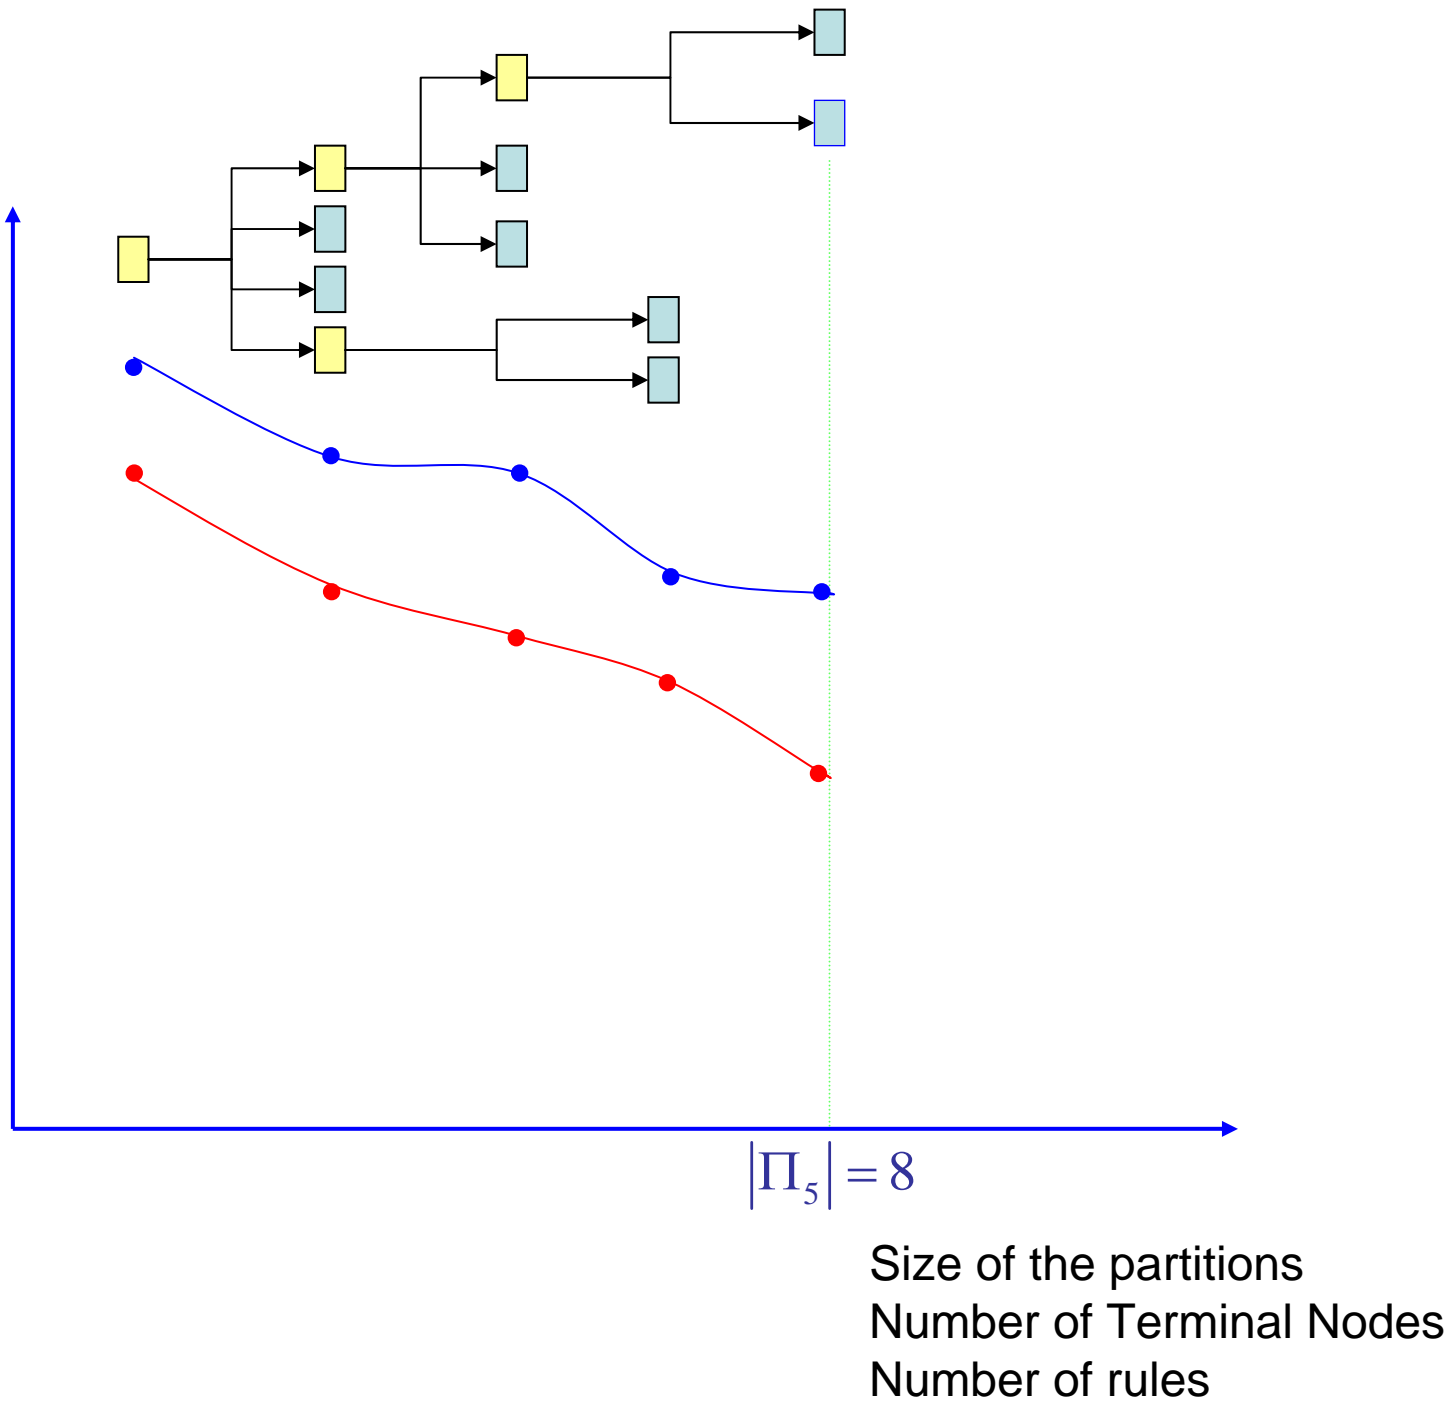 |Π₅| = 8
Size of the partitions
Number of Terminal Nodes
Number of rules